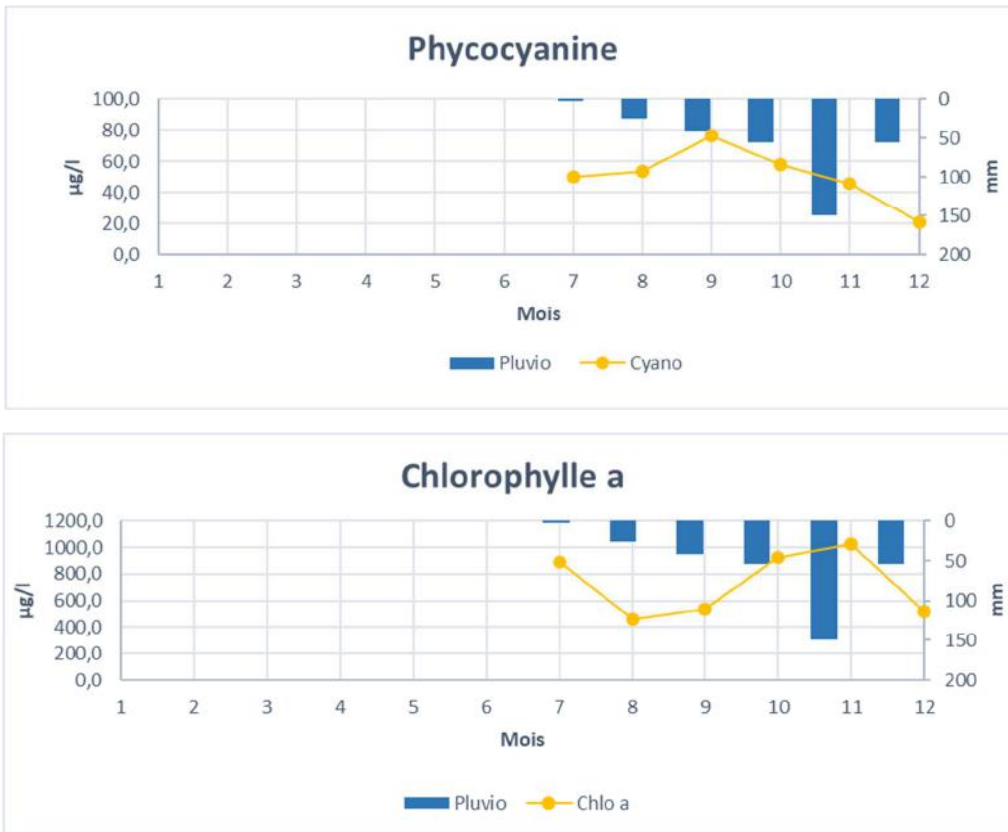 Phycocyanine
100,0 0
80,0 50
60,0 100
40,0 150
20,0
0,0 200
µg/l
mm
1 2 3 4 5 6 7 8 9 10 11 12
Mois
Pluvio Cyano
Chlorophylle a
1200,0 0
1000,0 50
800,0
600,0 100
400,0 150
200,0
0,0 200
µg/l
mm
1 2 3 4 5 6 7 8 9 10 11 12
Mois
Pluvio Chlo a